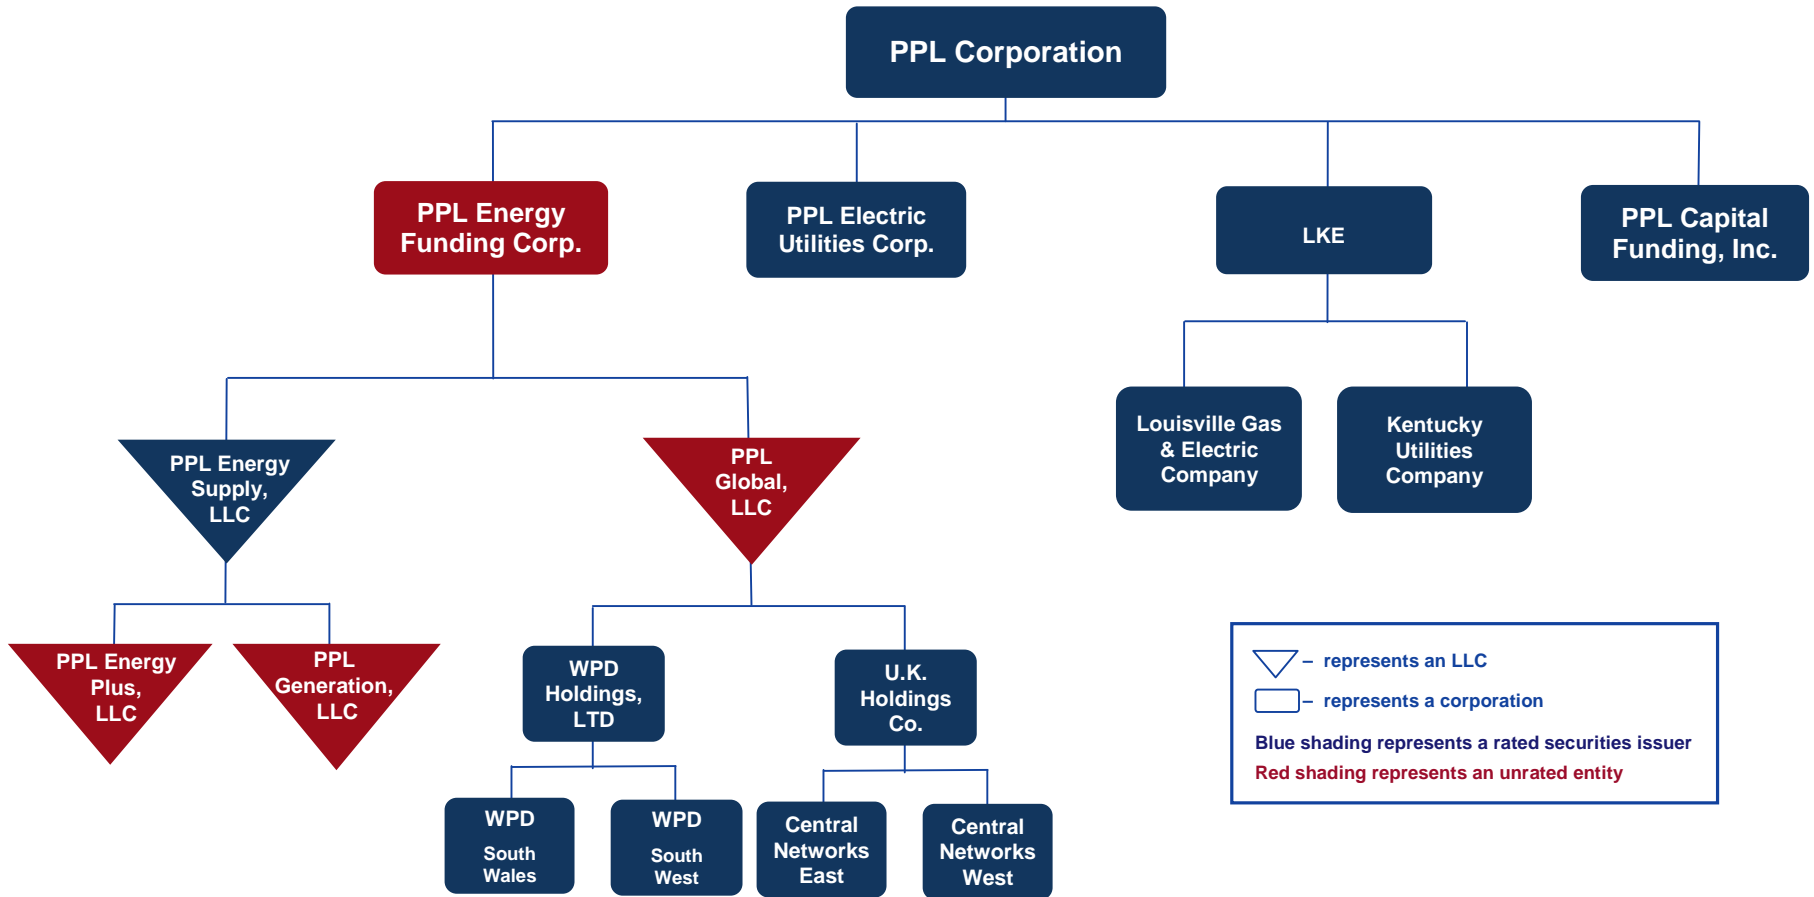 PPL Corporation
PPL Energy
Funding Corp.
PPL Electric
Utilities Corp.
LKE
PPL Capital
Funding, Inc.
Louisville Gas
& Electric
Company
Kentucky
Utilities
Company
PPL Energy
Supply,
LLC
PPL
Global,
LLC
PPL Energy
Plus,
LLC
PPL
Generation,
LLC
WPD
Holdings,
LTD
U.K.
Holdings
Co.
WPD
South
Wales
WPD
South
West
Central
Networks
East
Central
Networks
West
– represents an LLC
– represents a corporation
Blue shading represents a rated securities issuer
Red shading represents an unrated entity